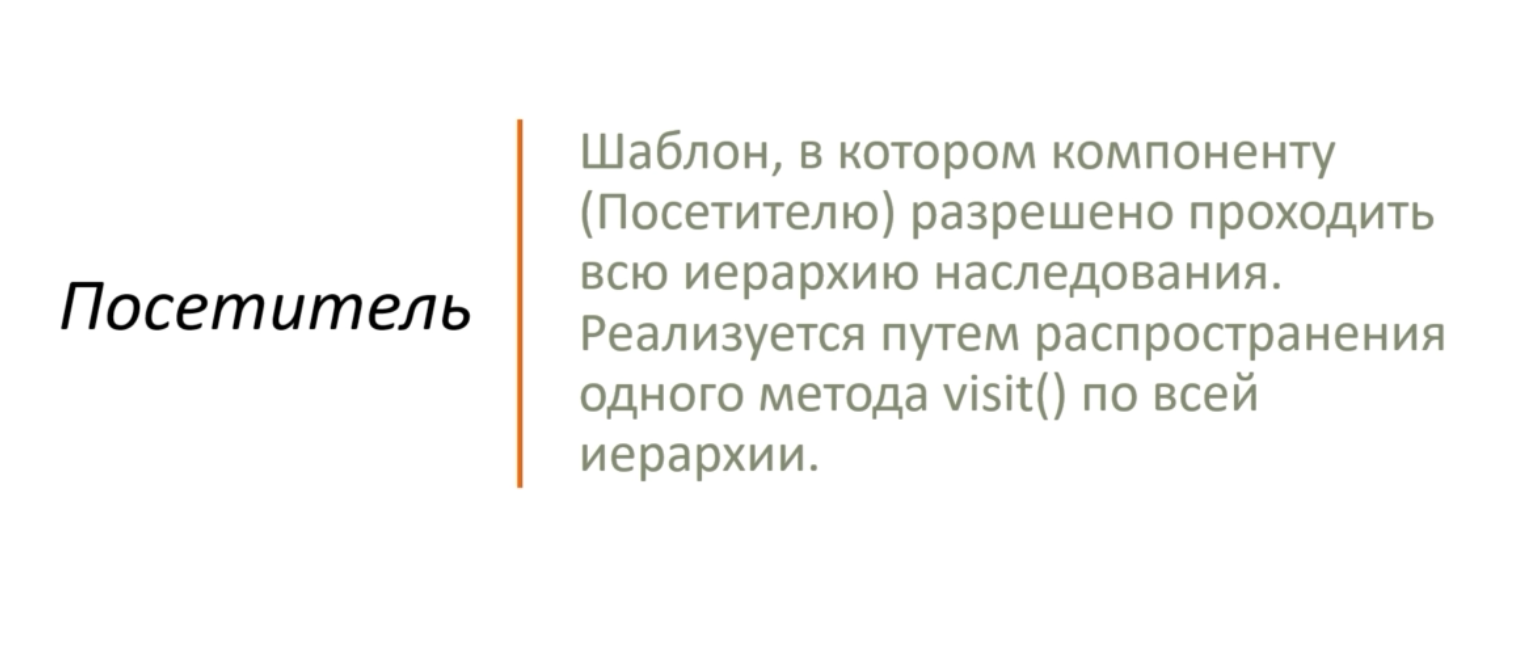 Посетитель
Шаблон, в котором компоненту
(Посетителю) разрешено проходить
всю иерархию наследования.
Реализуется путем распространения
одного метода visit() по всей
иерархии.